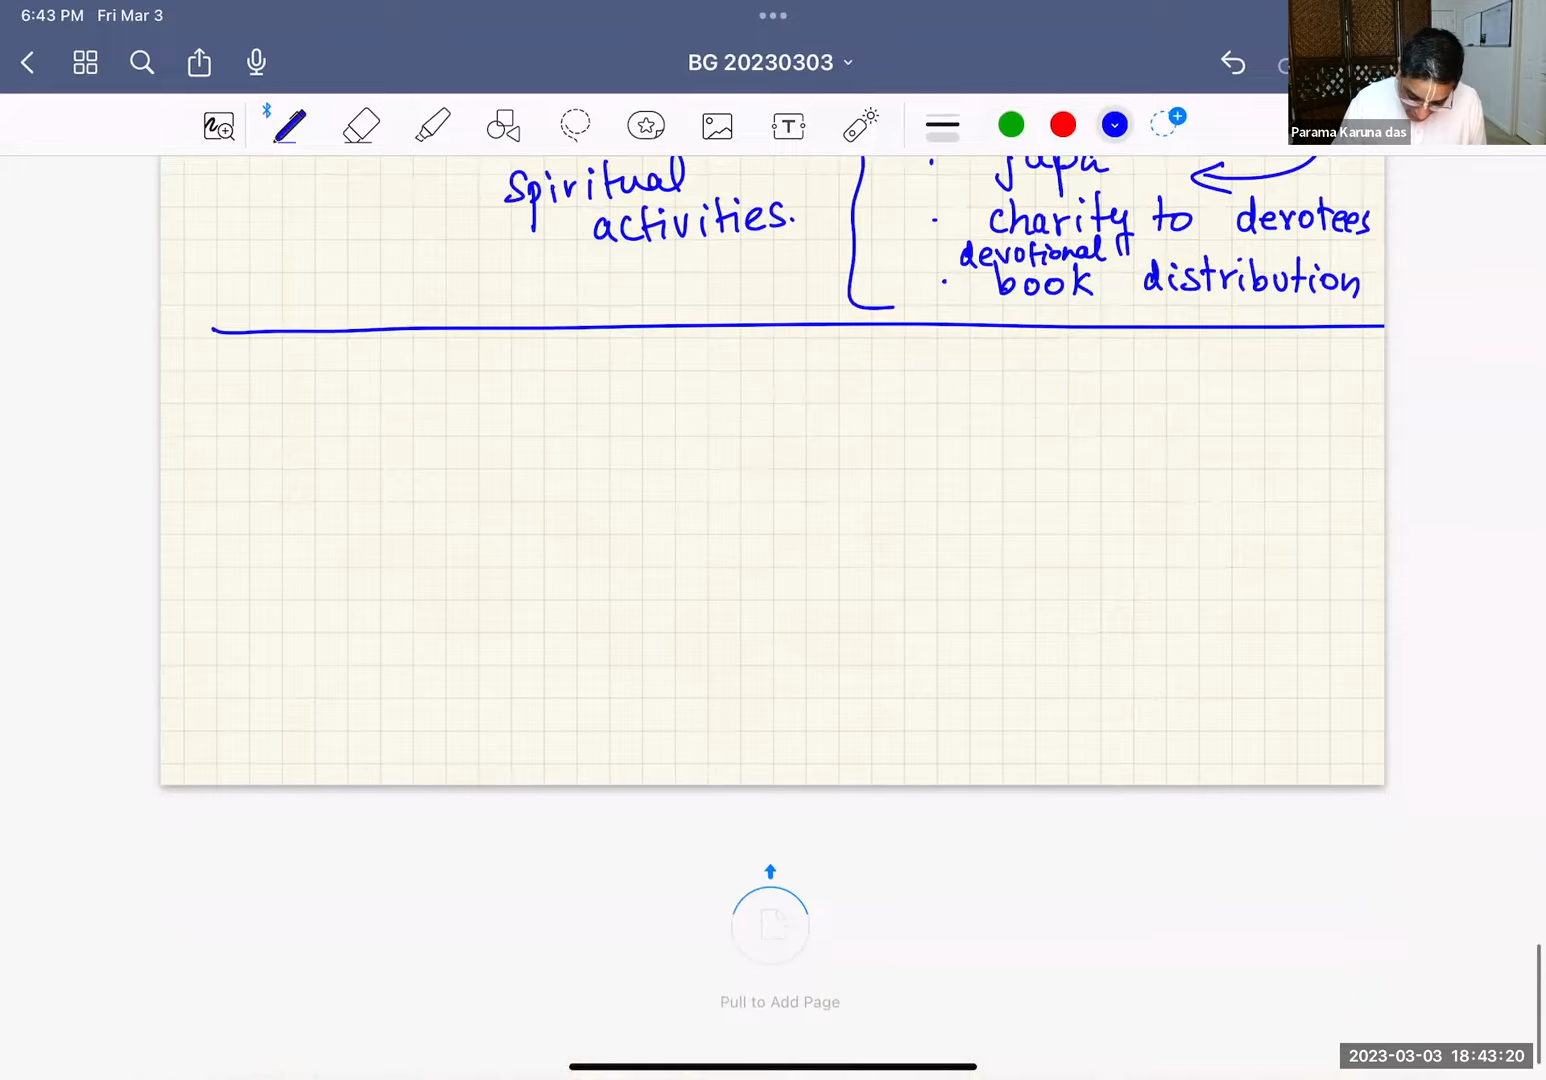 6:43 PM Fri Mar 3
BG 20230303
T
Parama Karuna das
japa
Spiritual
activities.
charity to devotees
devotional
book distribution
Pull to Add Page
2023-03-03 18:43:20